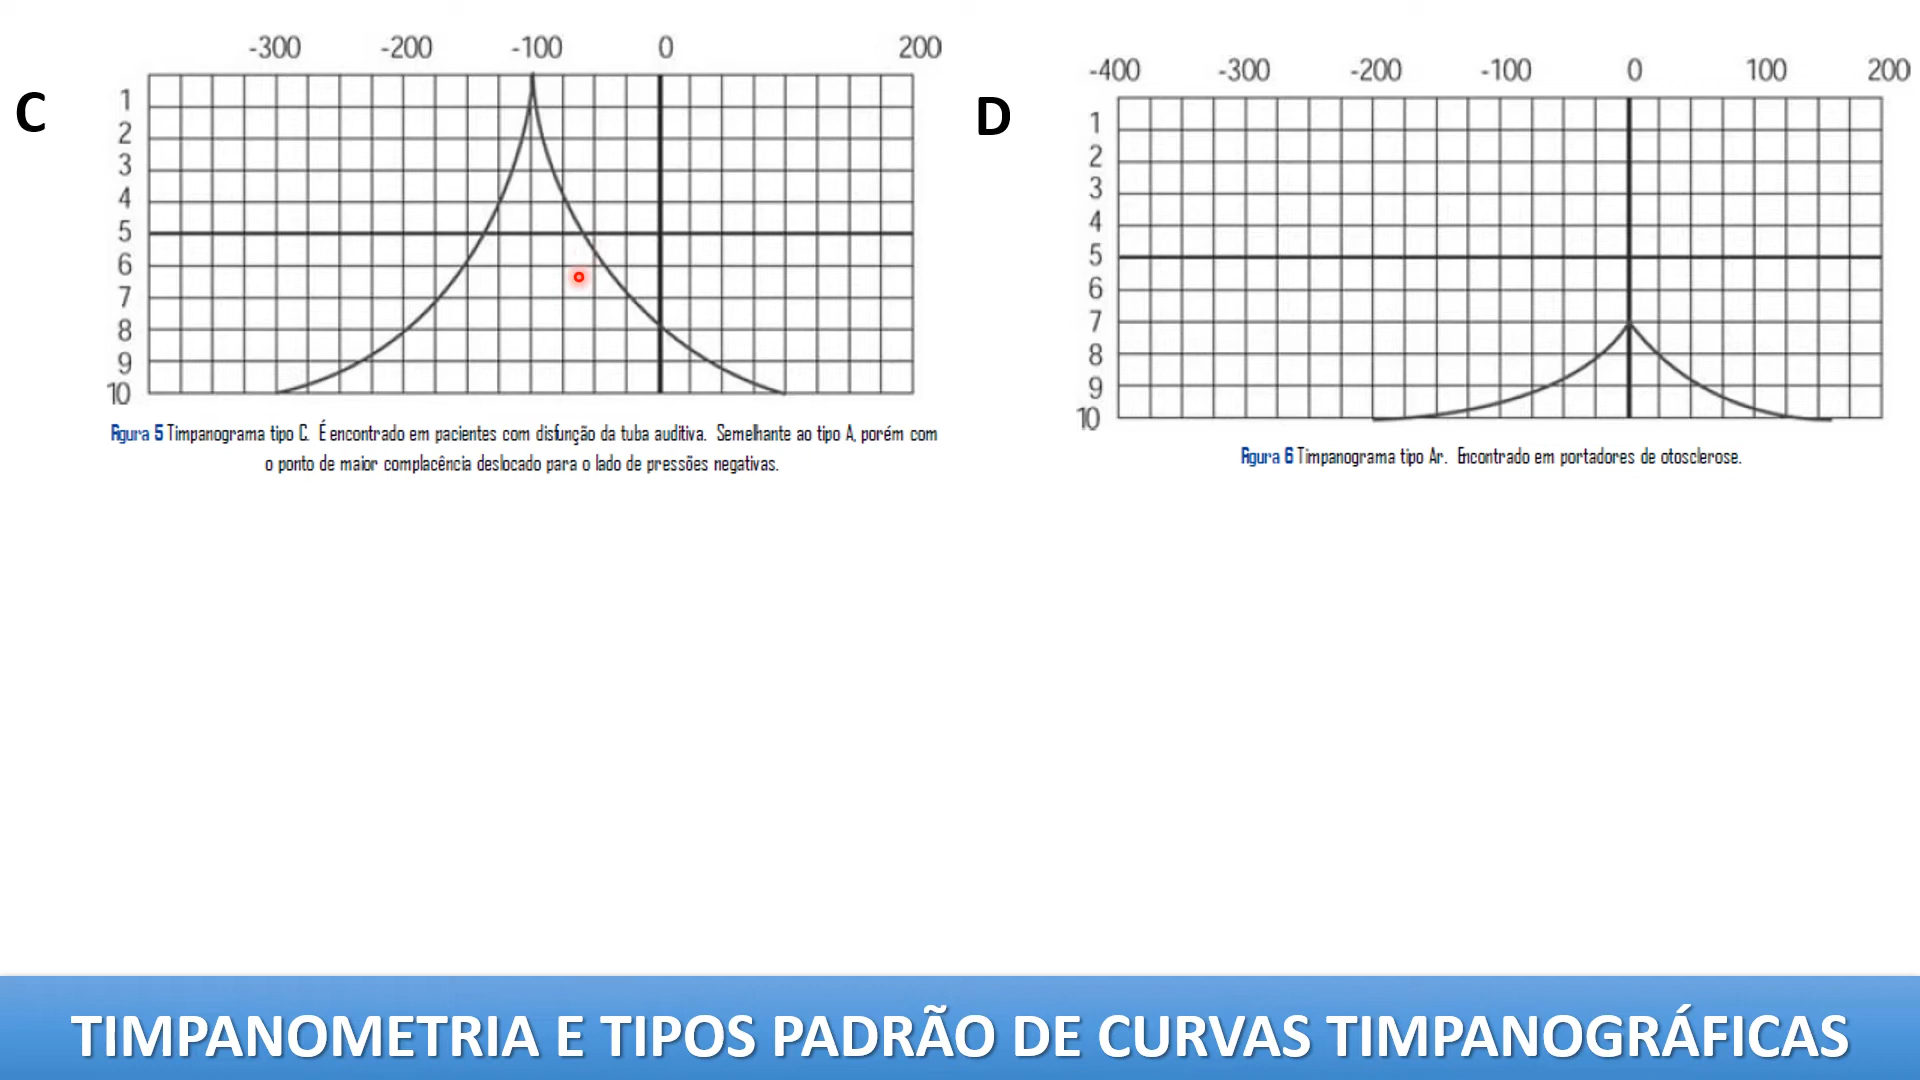 -300 -200 -100 0 200
C
1
2
3
4
5
6
7
8
9
10
Figura 5 Timpanograma tipo C. É encontrado em pacientes com disfunção da tuba auditiva. Semelhante ao tipo A, porém com
o ponto de maior complacência deslocado para o lado de pressões negativas.
-400 -300 -200 -100 0 100 200
D
1
2
3
4
5
6
7
8
9
10
Figura 6 Timpanograma tipo Ar. Encontrado em portadores de otosclerose.
TIMPANOMETRIA E TIPOS PADRÃO DE CURVAS TIMPANOGRÁFICAS